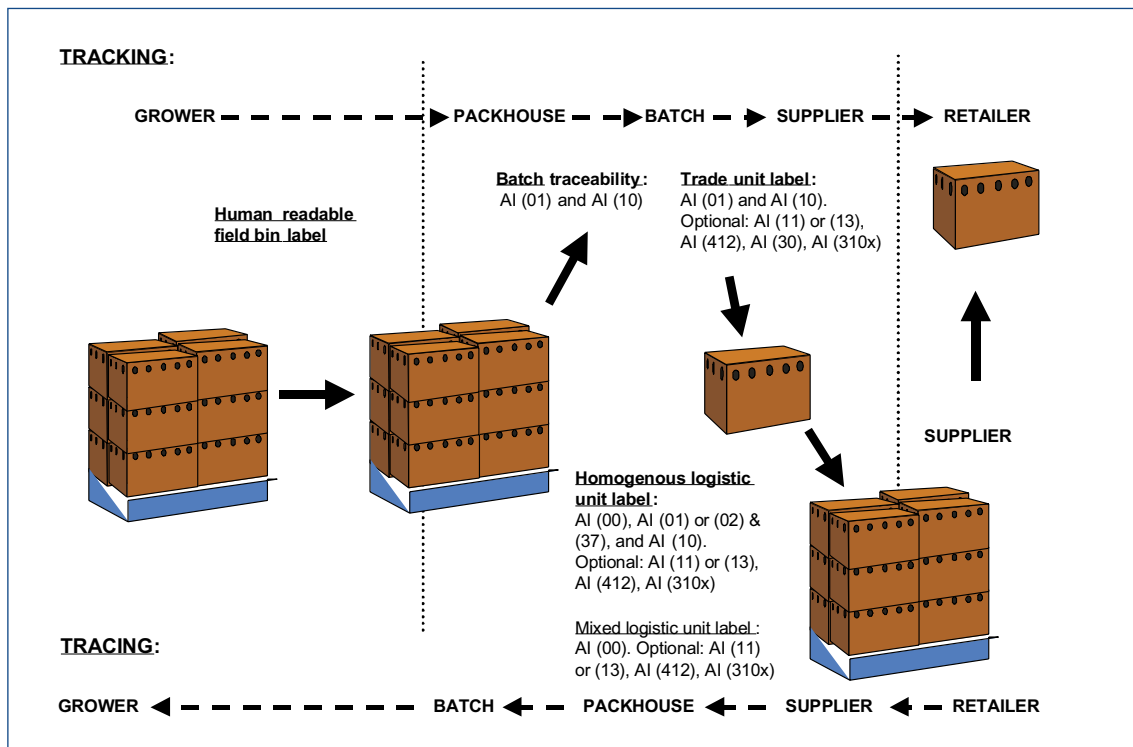 TRACKING:
GROWER PACKHOUSE BATCH SUPPLIER RETAILER
Batch traceability:
AI (01) and AI (10)
Trade unit label:
AI (01) and AI (10).
Optional: AI (11) or (13),
AI (412), AI (30), AI (310x)
Human readable
field bin label
SUPPLIER
Homogenous logistic
unit label:
AI (00), AI (01) or (02) &
(37), and AI (10).
Optional: AI (11) or (13),
AI (412), AI (310x)
Mixed logistic unit label :
AI (00). Optional: AI (11)
or (13), AI (412), AI (310x)
TRACING:
GROWER BATCH PACKHOUSE SUPPLIER RETAILER